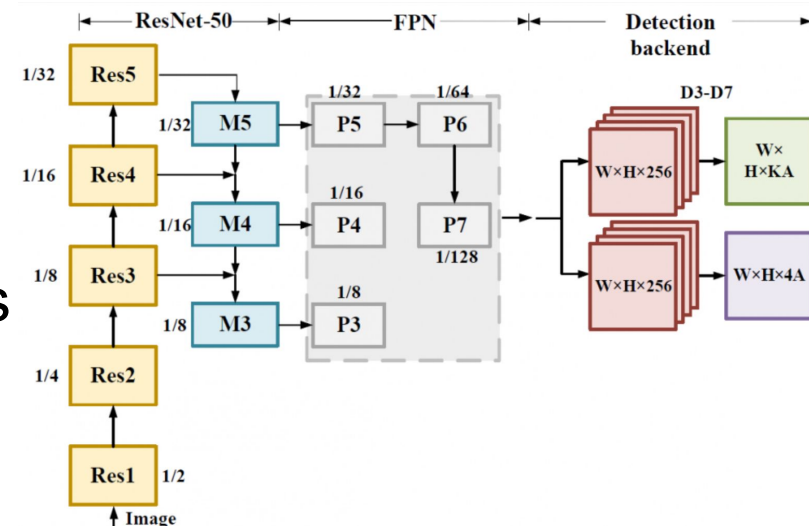 ResNet-50
FPN
Detection
backend
1/32
Res5
1/32
M5
1/32
P5
1/64
P6
D3-D7
W×H×256
W×
H×KA
1/16
Res4
1/16
M4
1/16
P4
P7
1/128
1/8
Res3
W×H×256
W×H×4A
s
1/8
M3
1/8
P3
1/4
Res2
Res1
1/2
Image